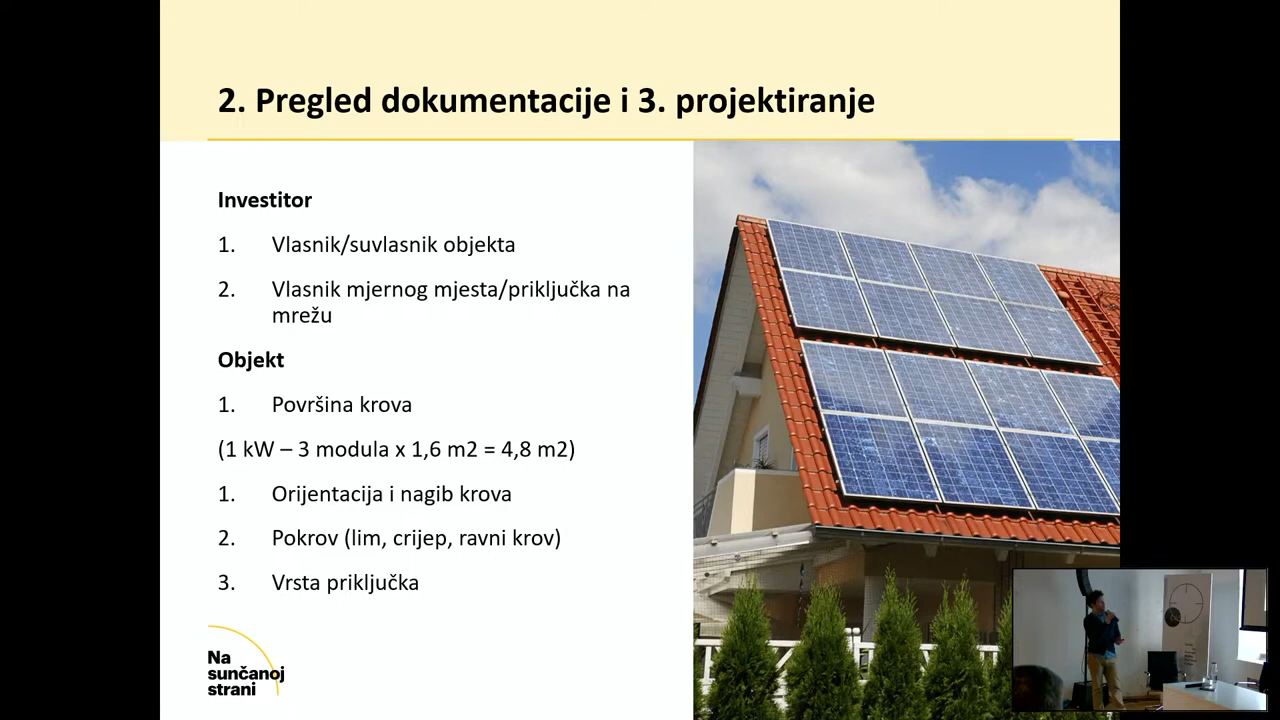 2. Pregled dokumentacije i 3. projektiranje
Investitor
1. Vlasnik/suvlasnik objekta
2. Vlasnik mjernog mjesta/priključka na
mrežu
Objekt
1. Površina krova
(1 kW – 3 modula x 1,6 m2 = 4,8 m2)
1. Orijentacija i nagib krova
2. Pokrov (lim, crijep, ravni krov)
3. Vrsta priključka
Na
sunčanoj
strani